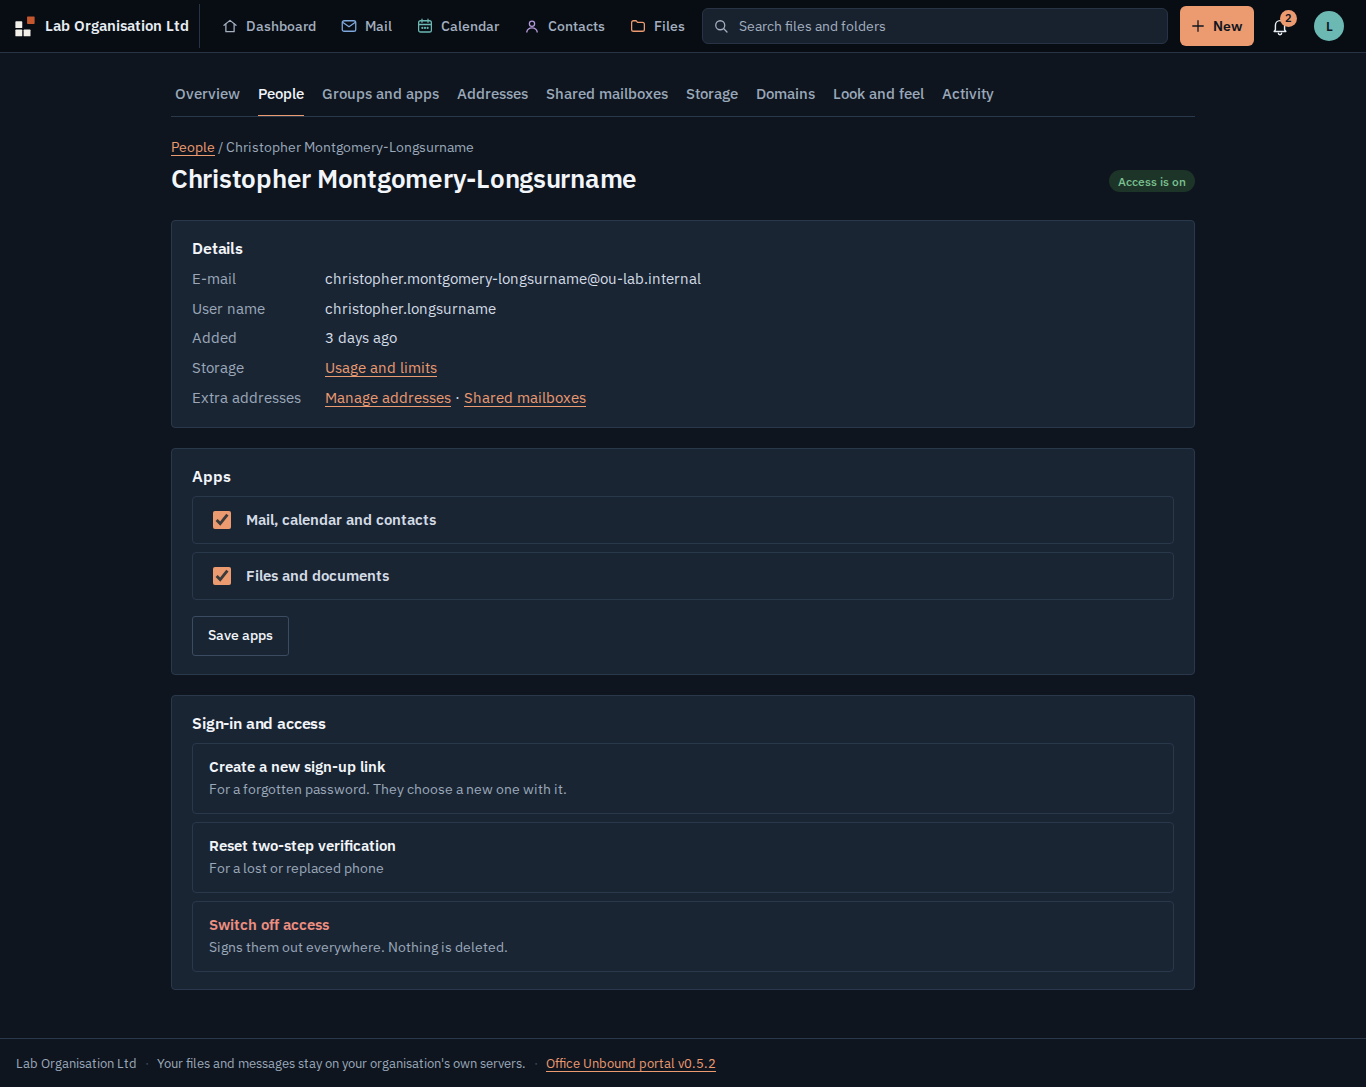 Lab Organisation Ltd
Dashboard
Mail
Calendar
Contacts
Files
Search files and folders
New
2
L
Overview
People
Groups and apps
Addresses
Shared mailboxes
Storage
Domains
Look and feel
Activity
People / Christopher Montgomery-Longsurname
Christopher Montgomery-Longsurname
Access is on
Details
E-mail christopher.montgomery-longsurname@ou-lab.internal
User name christopher.longsurname
Added 3 days ago
Storage Usage and limits
Extra addresses Manage addresses · Shared mailboxes
Apps
Mail, calendar and contacts
Files and documents
Save apps
Sign-in and access
Create a new sign-up link
For a forgotten password. They choose a new one with it.
Reset two-step verification
For a lost or replaced phone
Switch off access
Signs them out everywhere. Nothing is deleted.
Lab Organisation Ltd · Your files and messages stay on your organisation's own servers. · Office Unbound portal v0.5.2